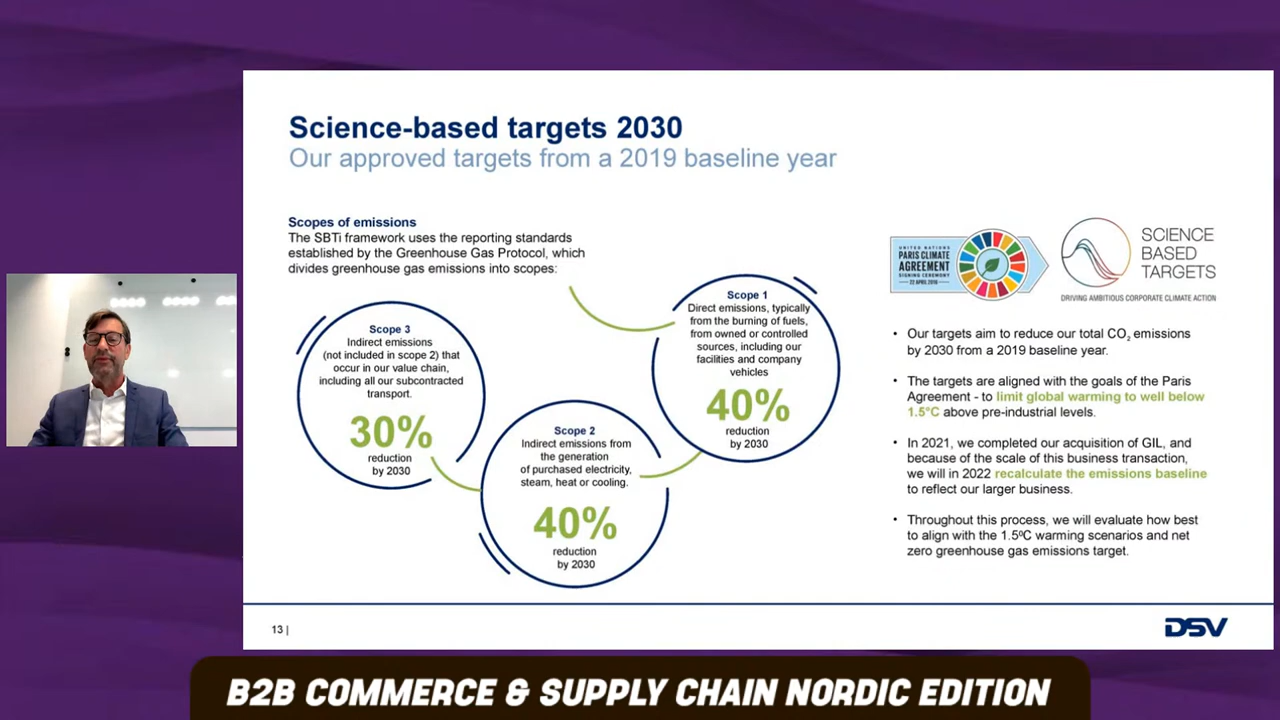 Science-based targets 2030
Our approved targets from a 2019 baseline year
Scopes of emissions
The SBTi framework uses the reporting standards
established by the Greenhouse Gas Protocol, which
divides greenhouse gas emissions into scopes:
Scope 1
Direct emissions, typically
from the burning of fuels,
from owned or controlled
sources, including our
facilities and company
vehicles
40%
reduction
by 2030
Scope 2
Indirect emissions from
the generation
of purchased electricity,
steam, heat or cooling.
40%
reduction
by 2030
Scope 3
Indirect emissions
(not included in scope 2) that
occur in our value chain,
including all our subcontracted
transport.
30%
reduction
by 2030
UNITED NATIONS
PARIS CLIMATE
AGREEMENT
SIGNING CEREMONY
22 APRIL 2016
SCIENCE
BASED
TARGETS
DRIVING AMBITIOUS CORPORATE CLIMATE ACTION
• Our targets aim to reduce our total CO₂ emissions
by 2030 from a 2019 baseline year.
• The targets are aligned with the goals of the Paris
Agreement - to limit global warming to well below
1.5°C above pre-industrial levels.
• In 2021, we completed our acquisition of GIL, and
because of the scale of this business transaction,
we will in 2022 recalculate the emissions baseline
to reflect our larger business.
• Throughout this process, we will evaluate how best
to align with the 1.5ºC warming scenarios and net
zero greenhouse gas emissions target.
13 |
DSV
B2B COMMERCE & SUPPLY CHAIN NORDIC EDITION